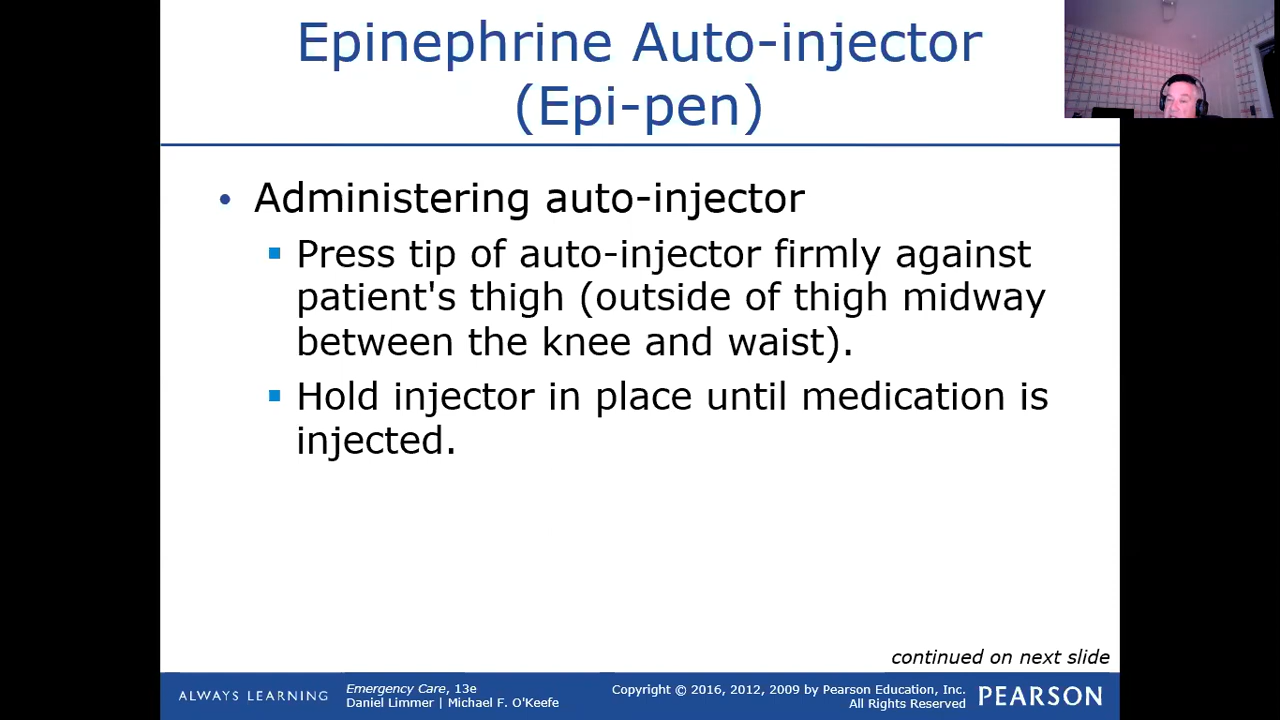 Epinephrine Auto-injector
(Epi-pen)
• Administering auto-injector
▪ Press tip of auto-injector firmly against
patient's thigh (outside of thigh midway
between the knee and waist).
▪ Hold injector in place until medication is
injected.
continued on next slide
ALWAYS LEARNING
Emergency Care, 13e
Daniel Limmer | Michael F. O'Keefe
Copyright © 2016, 2012, 2009 by Pearson Education, Inc.
All Rights Reserved
PEARSON